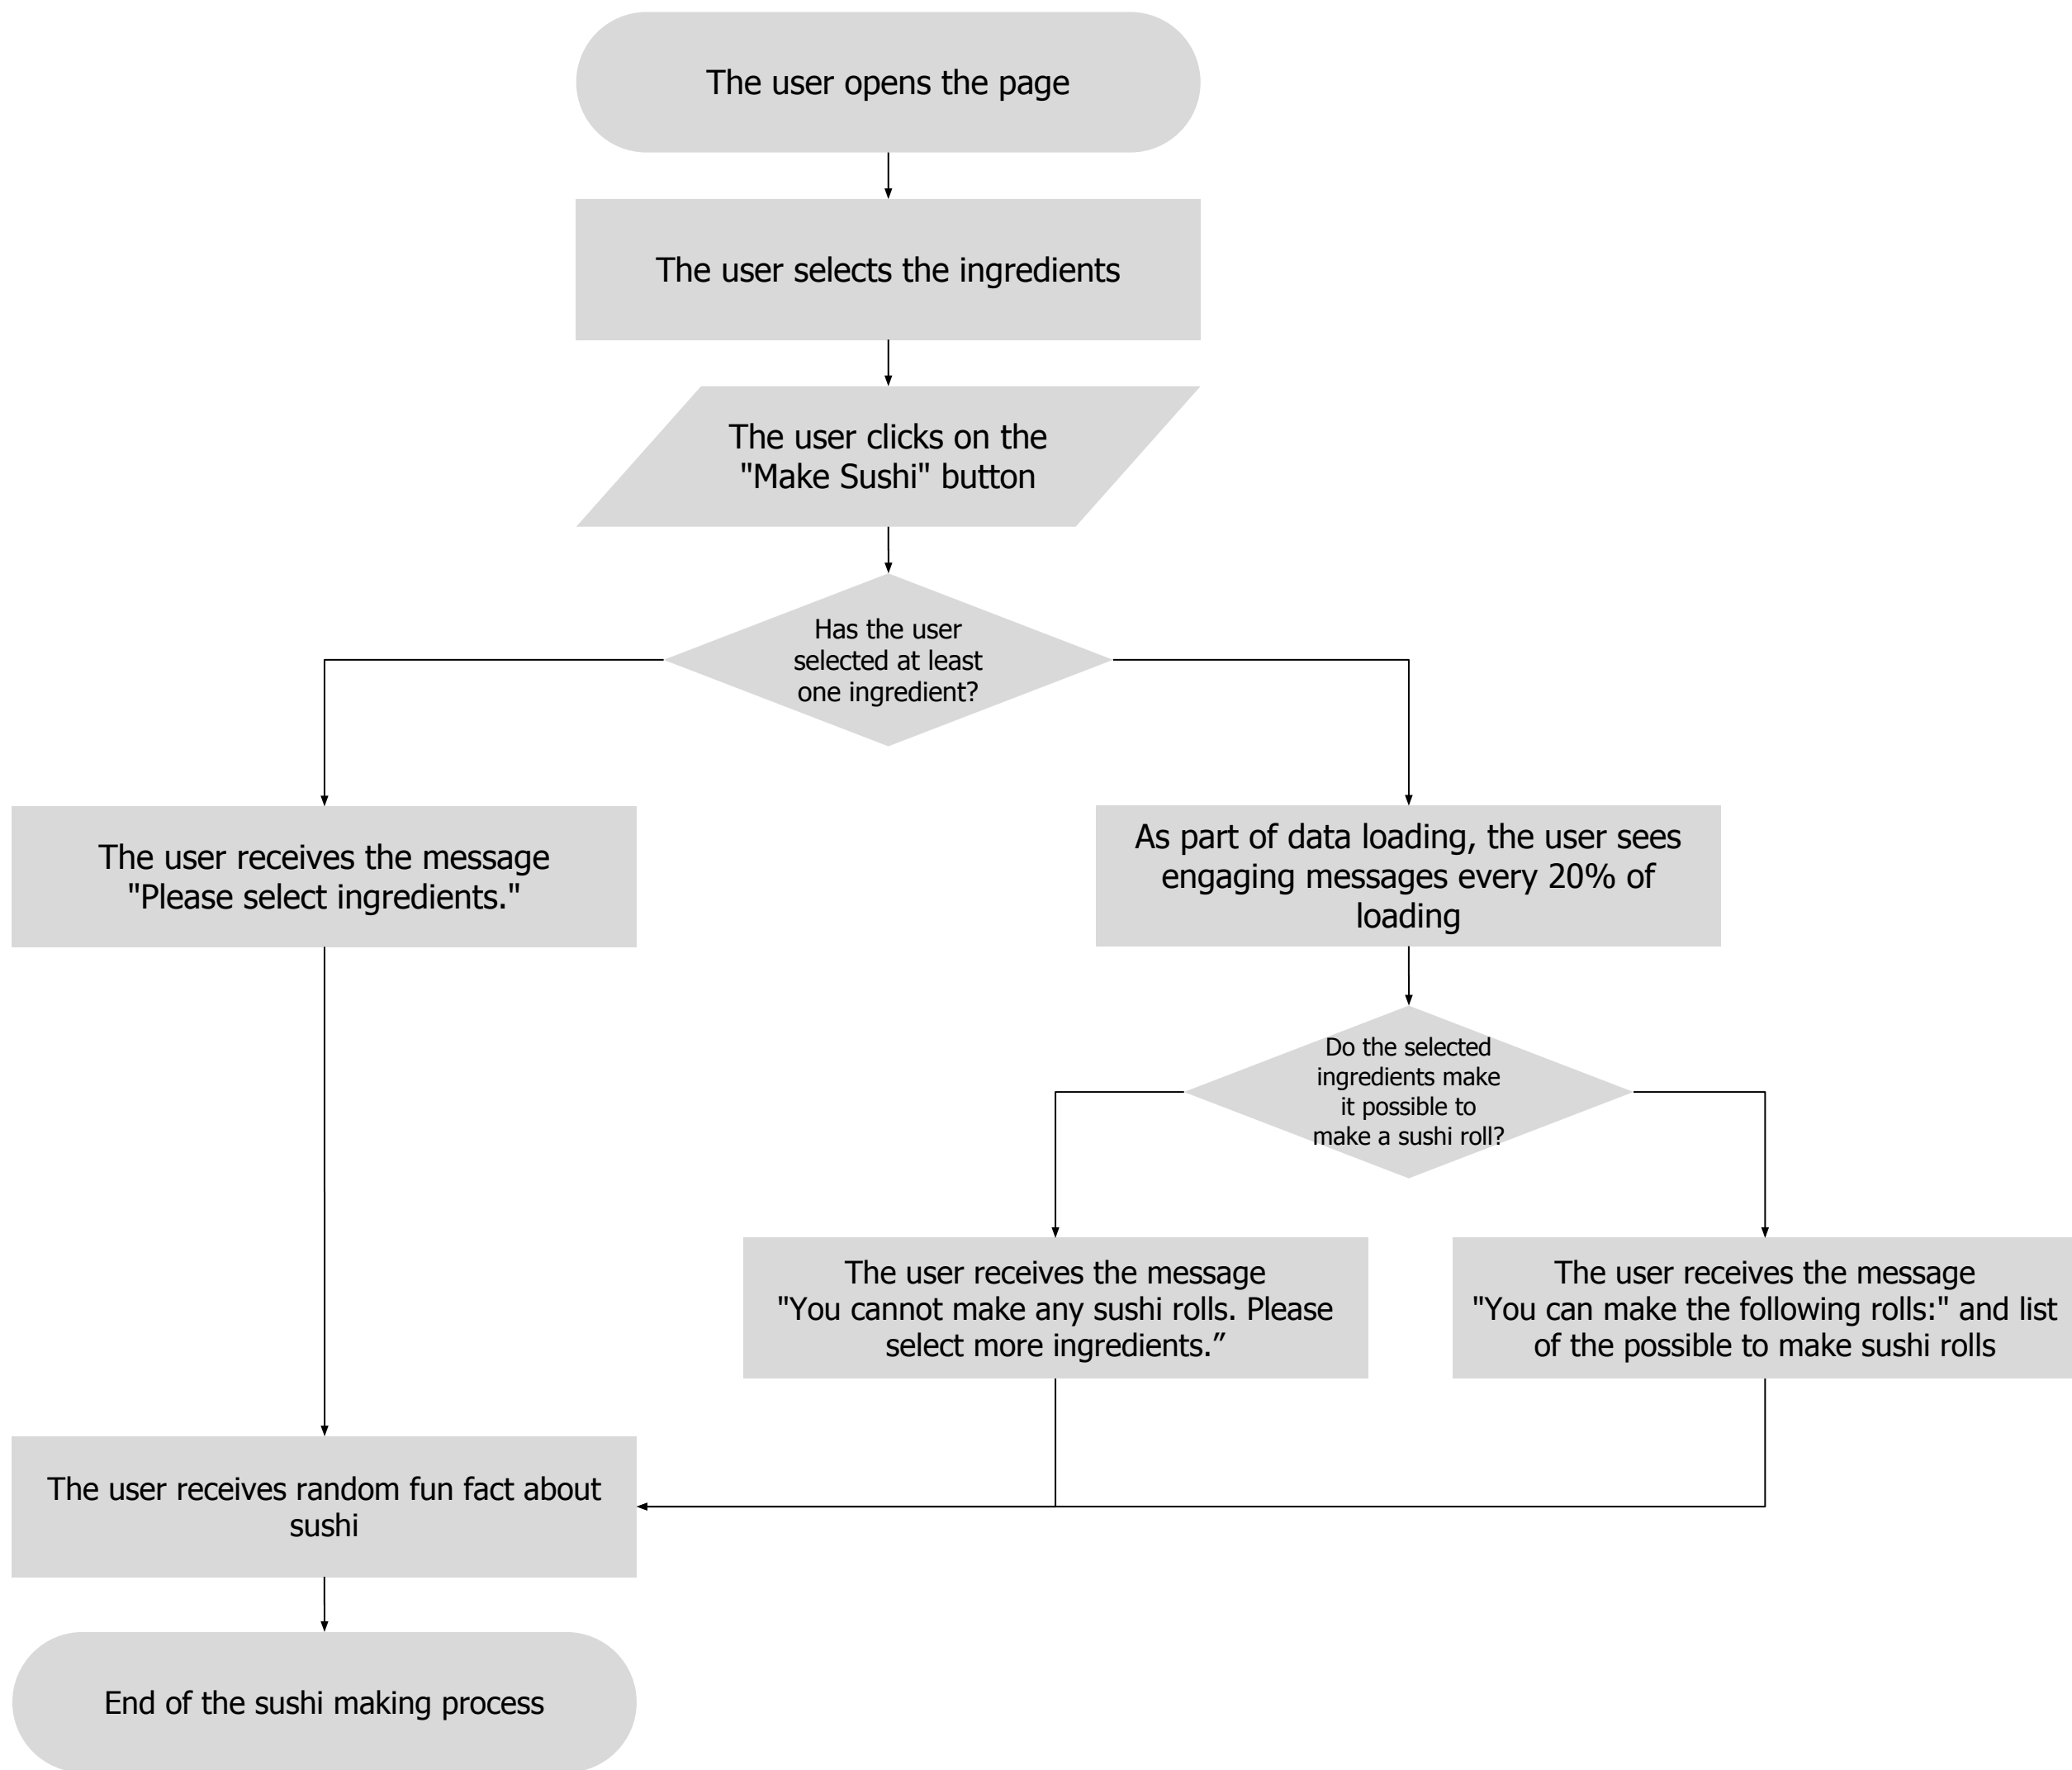 The user opens the page
The user selects the ingredients
The user clicks on the
"Make Sushi" button
Has the user
selected at least
one ingredient?
The user receives the message
"Please select ingredients."
As part of data loading, the user sees
engaging messages every 20% of
loading
Do the selected
ingredients make
it possible to
make a sushi roll?
The user receives the message
"You cannot make any sushi rolls. Please
select more ingredients.”
The user receives the message
"You can make the following rolls:" and list
of the possible to make sushi rolls
The user receives random fun fact about
sushi
End of the sushi making process